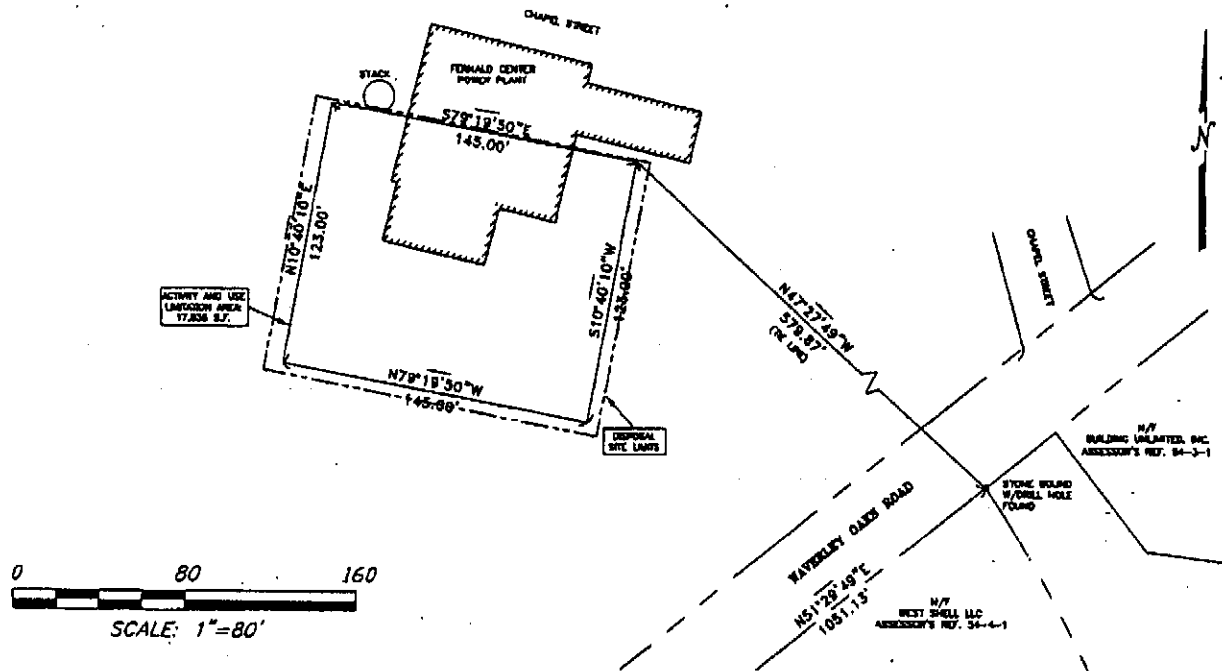 CHAPEL STREET
STACK
FERNALD CENTER
POWER PLANT
S79°19'50"E
145.00'
N10°40'10"E
123.00'
S10°40'10"W
123.00'
ACTIVITY AND USE
LIMITATION AREA
17,835 S.F.
N79°19'50"W
145.00'
DISPOSAL
SITE LIMITS
N47°27'49"W
579.87'
(TIE LINE)
CHAPEL STREET
N
N/F
BUILDING UNLIMITED, INC.
ASSESSOR'S REF. 54-3-1
STONE BOUND
W/DRILL HOLE
FOUND
WAVERLEY OAKS ROAD
N51°29'49"E
1051.13'
N/F
WEST SHELL LLC
ASSESSOR'S REF. 54-4-1
0 80 160
SCALE: 1"=80'